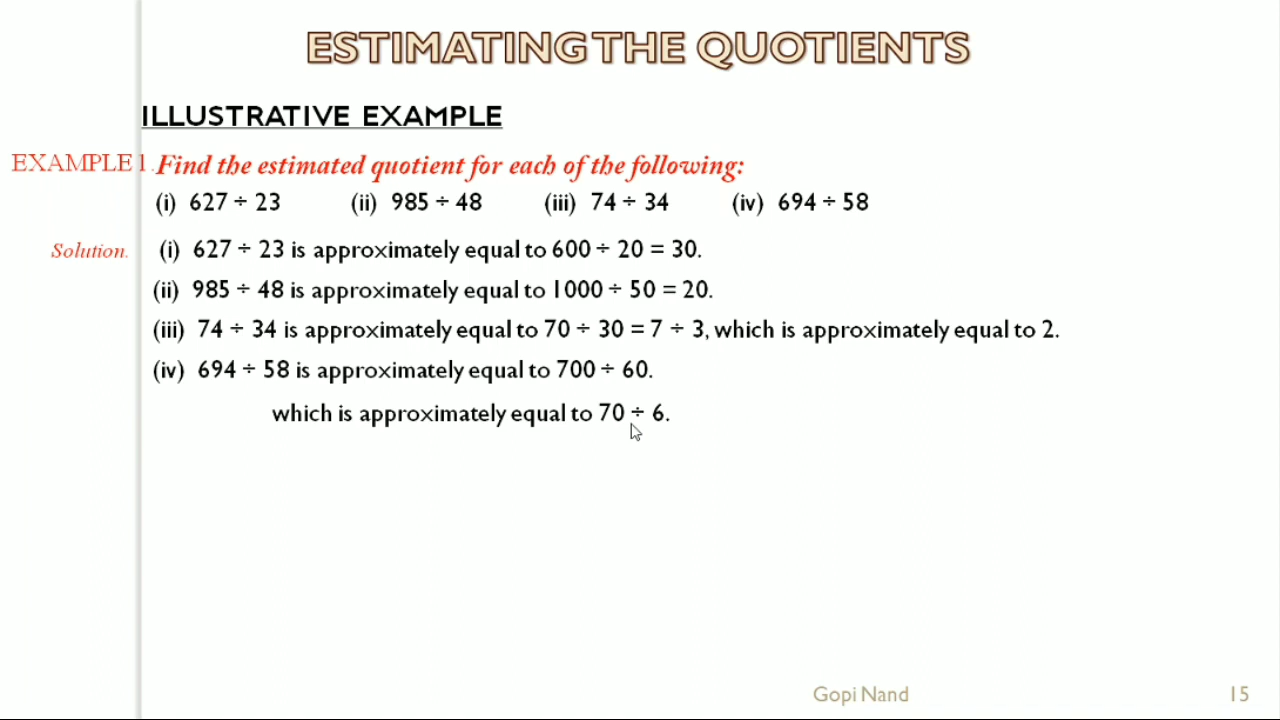 ESTIMATING THE QUOTIENTS
ILLUSTRATIVE EXAMPLE
EXAMPLE 1. Find the estimated quotient for each of the following:
(i) 627 ÷ 23 (ii) 985 ÷ 48 (iii) 74 ÷ 34 (iv) 694 ÷ 58
Solution. (i) 627 ÷ 23 is approximately equal to 600 ÷ 20 = 30.
(ii) 985 ÷ 48 is approximately equal to 1000 ÷ 50 = 20.
(iii) 74 ÷ 34 is approximately equal to 70 ÷ 30 = 7 ÷ 3, which is approximately equal to 2.
(iv) 694 ÷ 58 is approximately equal to 700 ÷ 60.
which is approximately equal to 70 ÷ 6.
Gopi Nand 15